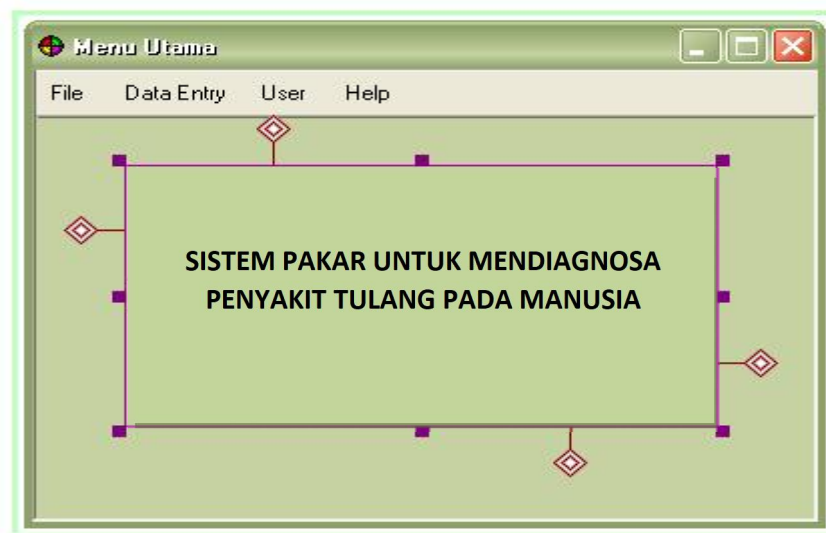 Menu Utama
File Data Entry User Help
SISTEM PAKAR UNTUK MENDIAGNOSA
PENYAKIT TULANG PADA MANUSIA